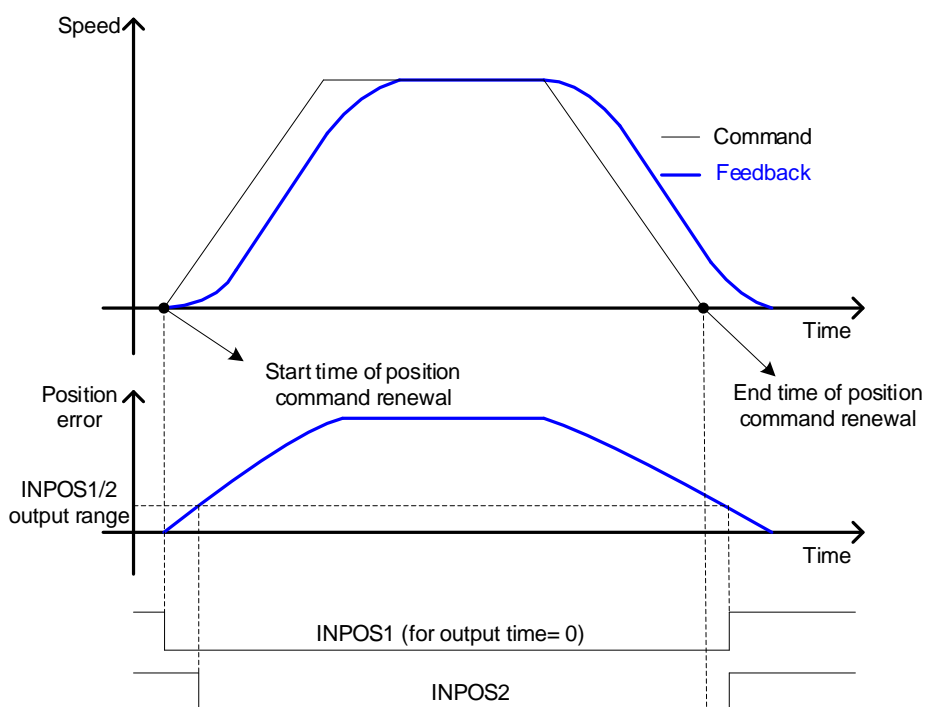 Speed
Command
Feedback
Time
Start time of position
command renewal
End time of position
command renewal
Position
error
INPOS1/2
output range
Time
INPOS1 (for output time= 0)
INPOS2